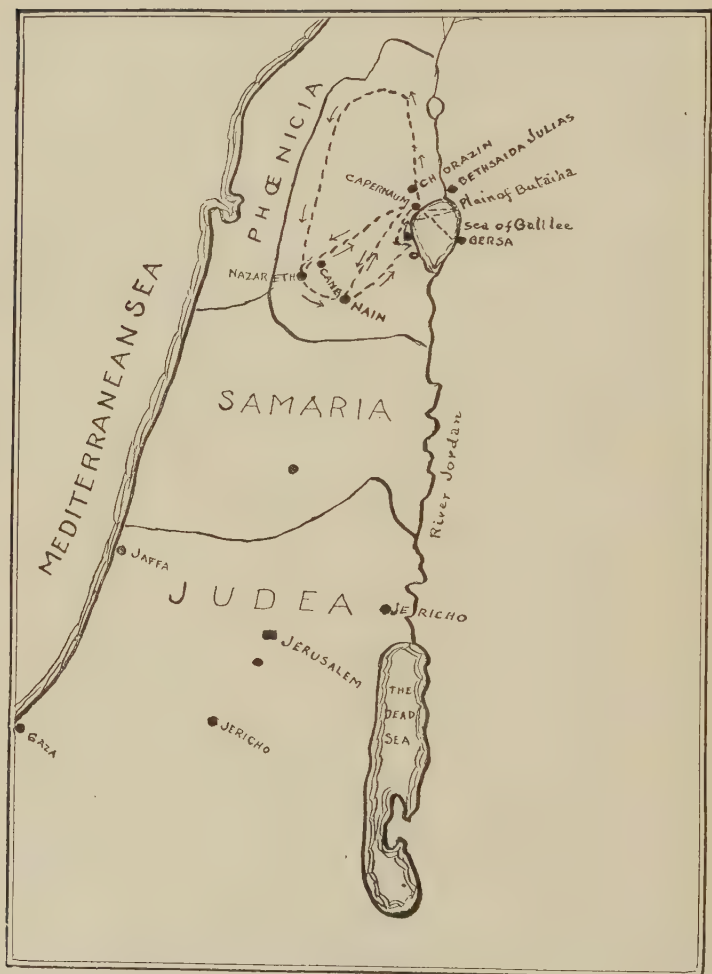 PHŒNICIA
CHORAZIN
BETHSAIDA JULIAS
CAPERNAUM
Plain of Butaiha
sea of Galilee
GERSA
NAZARETH
CANA
NAIN
MEDITERRANEAN SEA
SAMARIA
River Jordan
JAFFA
JUDEA
JERICHO
JERUSALEM
THE
DEAD
SEA
GAZA
JERICHO